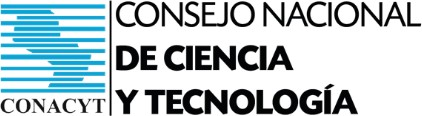 CONSEJO NACIONAL
DE CIENCIA
Y TECNOLOGÍA
CONACYT